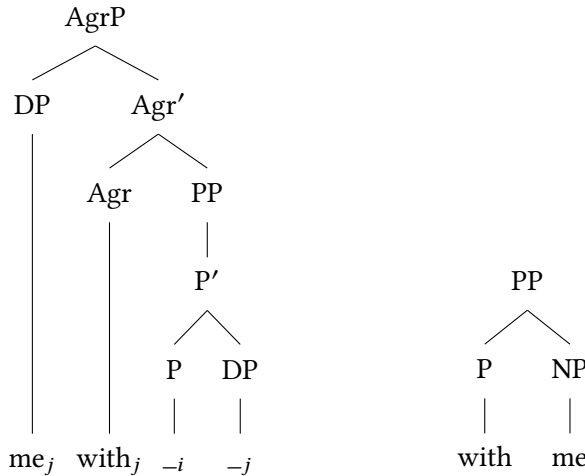 AgrP
DP Agr′
Agr PP
P′ PP
P DP P NP
me_j with_j _i _j with me